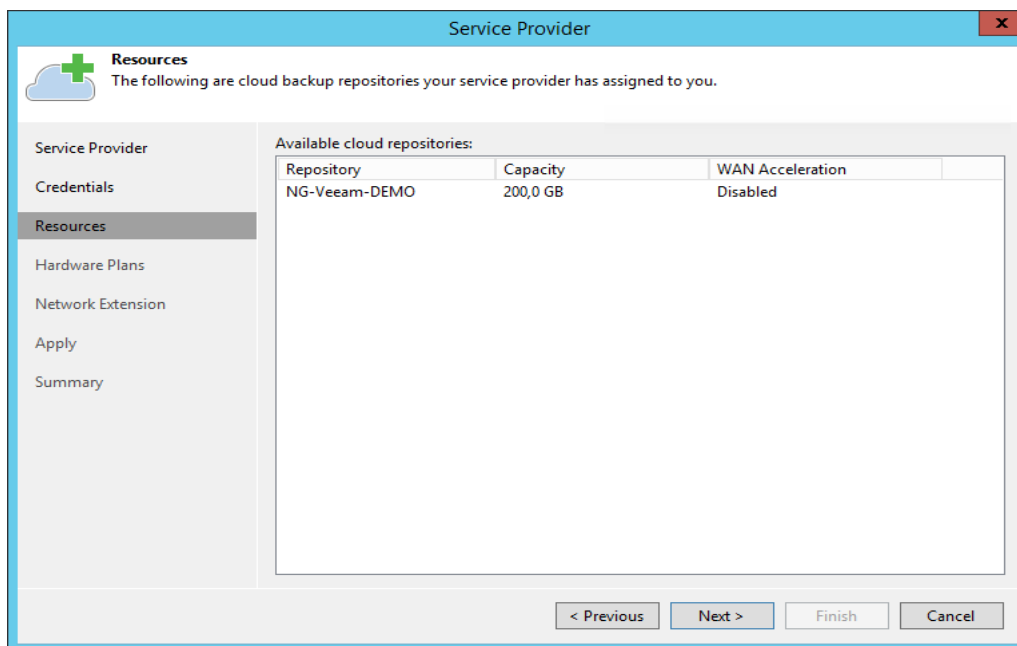 Service Provider
x
Resources
The following are cloud backup repositories your service provider has assigned to you.
Service Provider
Credentials
Resources
Hardware Plans
Network Extension
Apply
Summary
Available cloud repositories:
Repository Capacity WAN Acceleration
NG-Veeam-DEMO 200,0 GB Disabled
< Previous Next > Finish Cancel